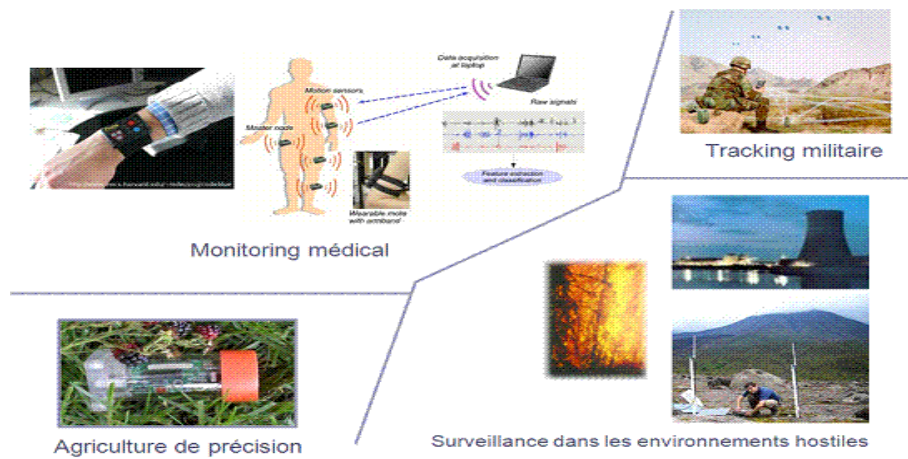 Data acquisition
at laptop
Motion sensors
Master node
Raw signals
Feature extraction
and classification
Wearable mote
with armband
Monitoring médical
Tracking militaire
Agriculture de précision
Surveillance dans les environnements hostiles